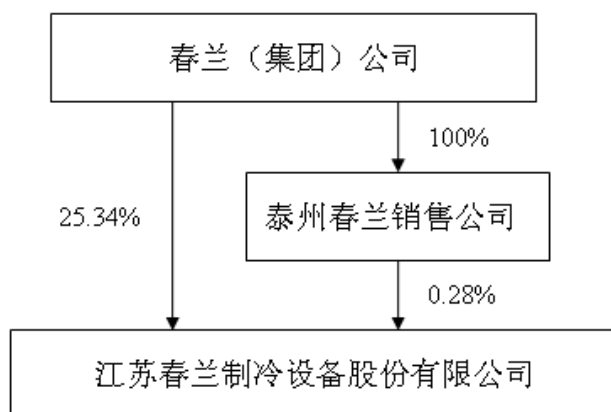 春兰（集团）公司
100%
25.34%
泰州春兰销售公司
0.28%
江苏春兰制冷设备股份有限公司